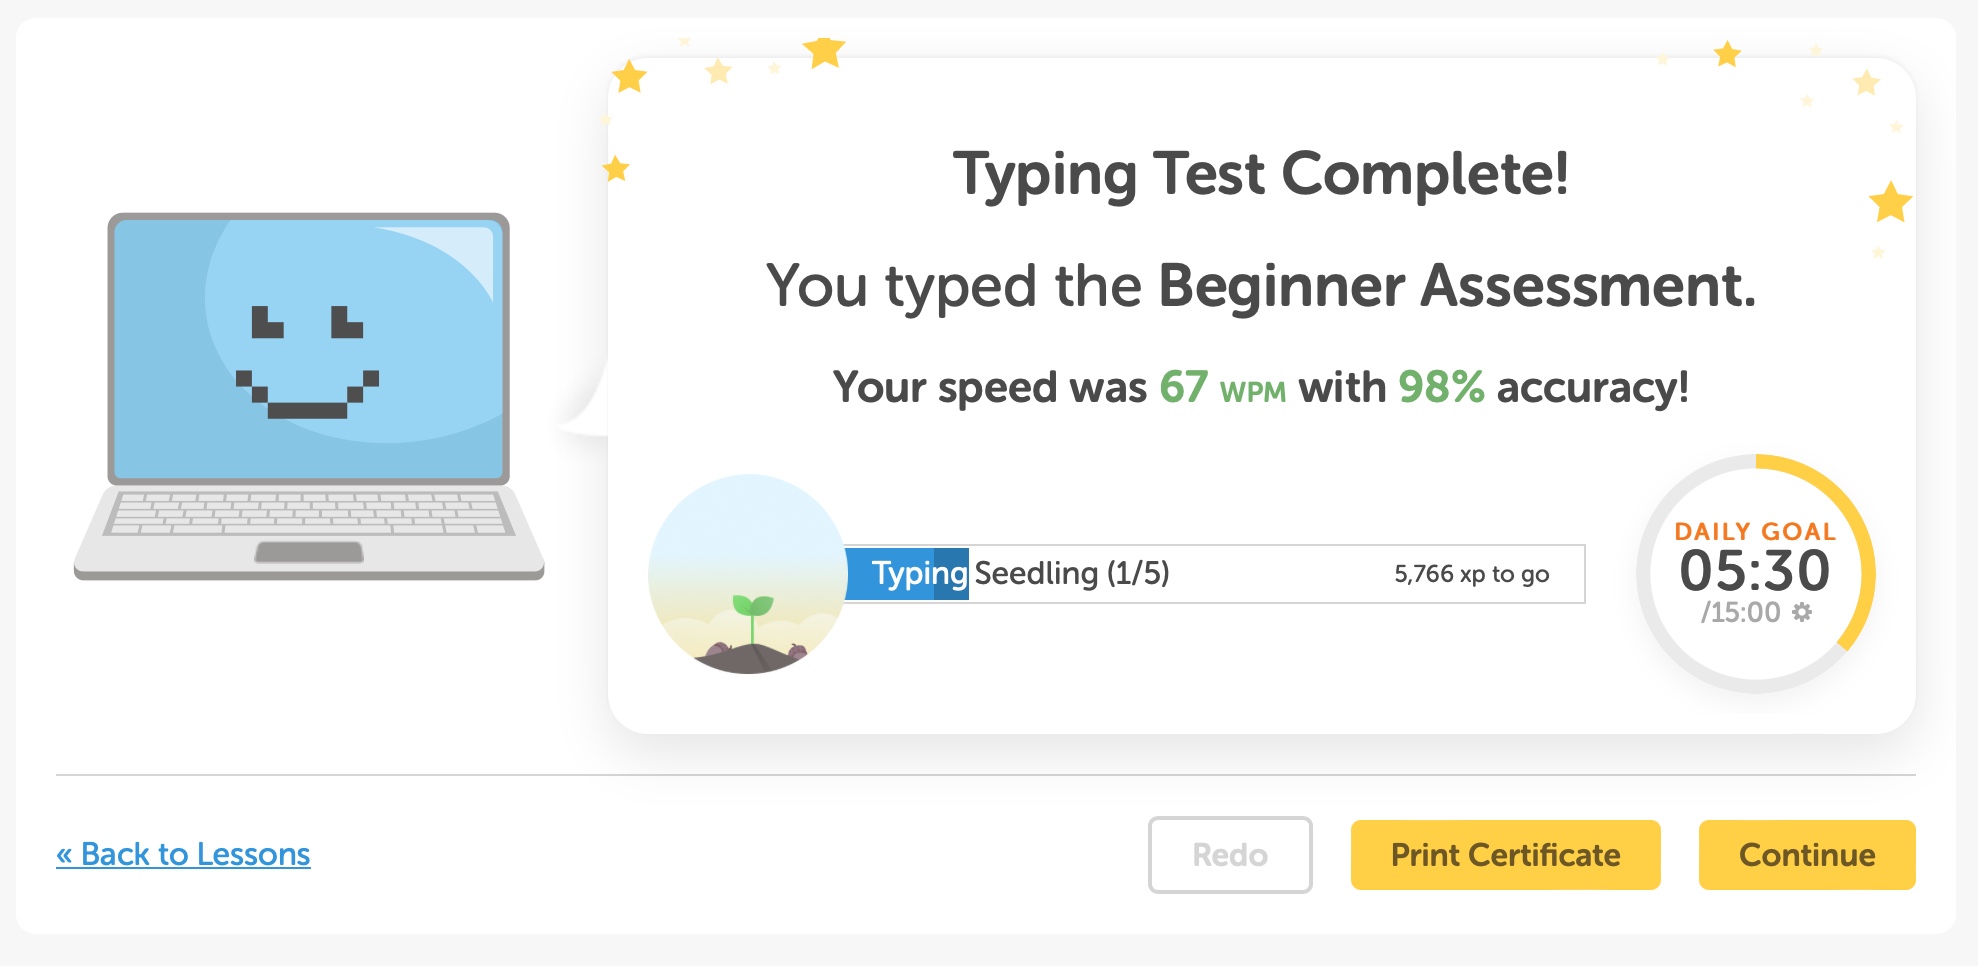 Typing Test Complete!
You typed the Beginner Assessment.
Your speed was 67 WPM with 98% accuracy!
Typing Seedling (1/5)
5,766 xp to go
DAILY GOAL
05:30
/15:00
« Back to Lessons
Redo
Print Certificate
Continue